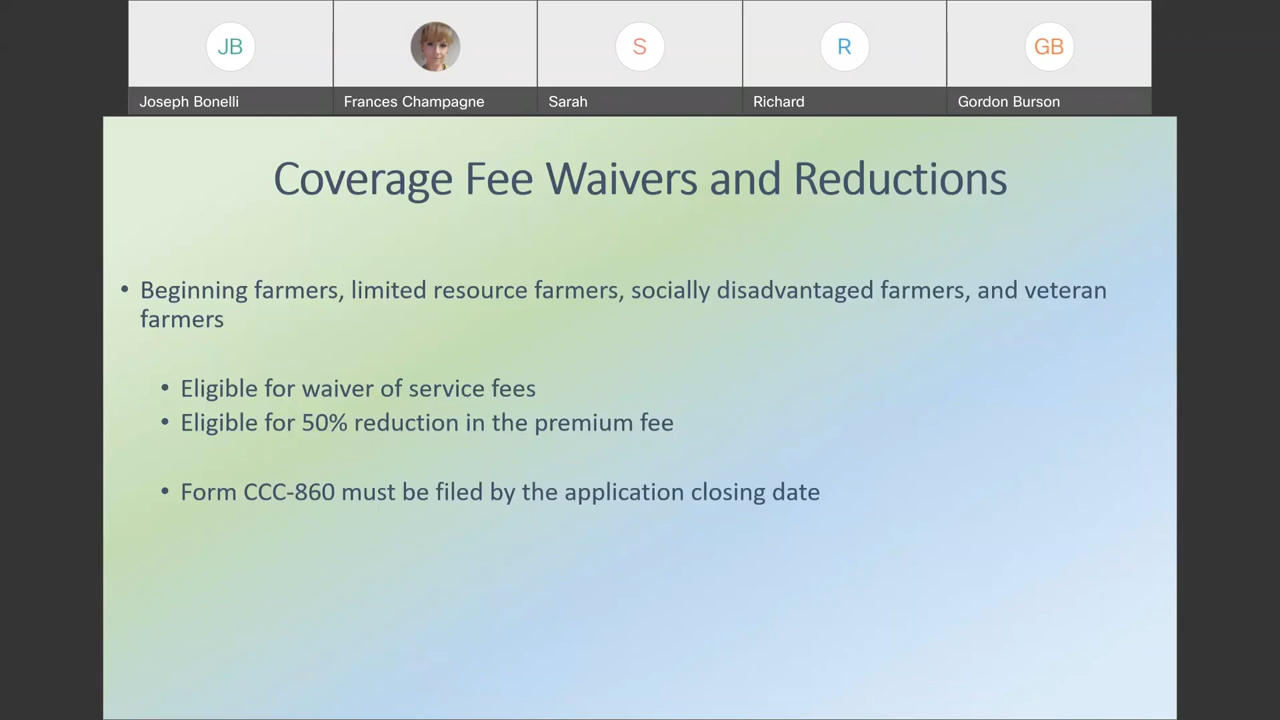 JB
S
R
GB
Joseph Bonelli
Frances Champagne
Sarah
Richard
Gordon Burson
Coverage Fee Waivers and Reductions
• Beginning farmers, limited resource farmers, socially disadvantaged farmers, and veteran
farmers
• Eligible for waiver of service fees
• Eligible for 50% reduction in the premium fee
• Form CCC-860 must be filed by the application closing date